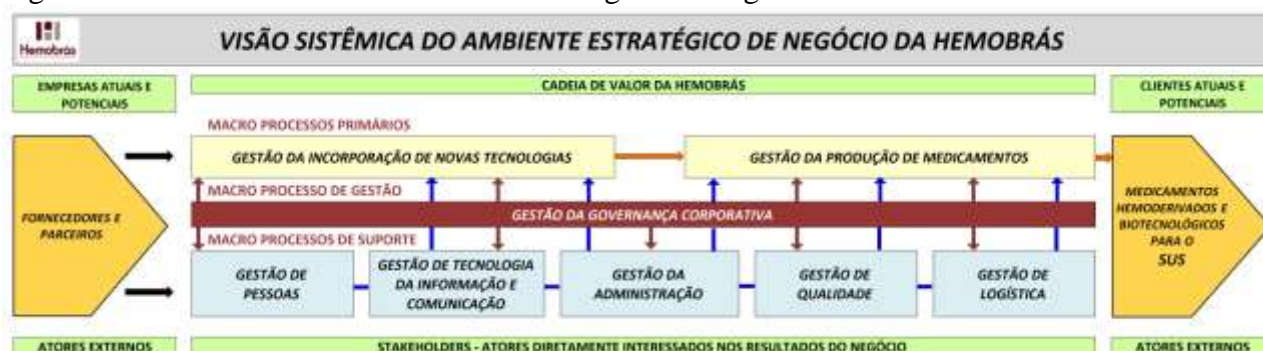 Hemobrás
VISÃO SISTÊMICA DO AMBIENTE ESTRATÉGICO DE NEGÓCIO DA HEMOBRÁS
EMPRESAS ATUAIS E
POTENCIAIS
CADEIA DE VALOR DA HEMOBRÁS
CLIENTES ATUAIS E
POTENCIAIS
MACRO PROCESSOS PRIMÁRIOS
GESTÃO DA INCORPORAÇÃO DE NOVAS TECNOLOGIAS
GESTÃO DA PRODUÇÃO DE MEDICAMENTOS
MACRO PROCESSO DE GESTÃO
FORNECEDORES E
PARCEIROS
GESTÃO DA GOVERNANÇA CORPORATIVA
MEDICAMENTOS
HEMODERIVADOS E
BIOTECNOLÓGICOS
PARA O
SUS
MACRO PROCESSOS DE SUPORTE
GESTÃO DE
PESSOAS
GESTÃO DE TECNOLOGIA
DA INFORMAÇÃO E
COMUNICAÇÃO
GESTÃO DA
ADMINISTRAÇÃO
GESTÃO DE
QUALIDADE
GESTÃO DE
LOGÍSTICA
ATORES EXTERNOS
STAKEHOLDERS - ATORES DIRETAMENTE INTERESSADOS NOS RESULTADOS DO NEGÓCIO
ATORES EXTERNOS